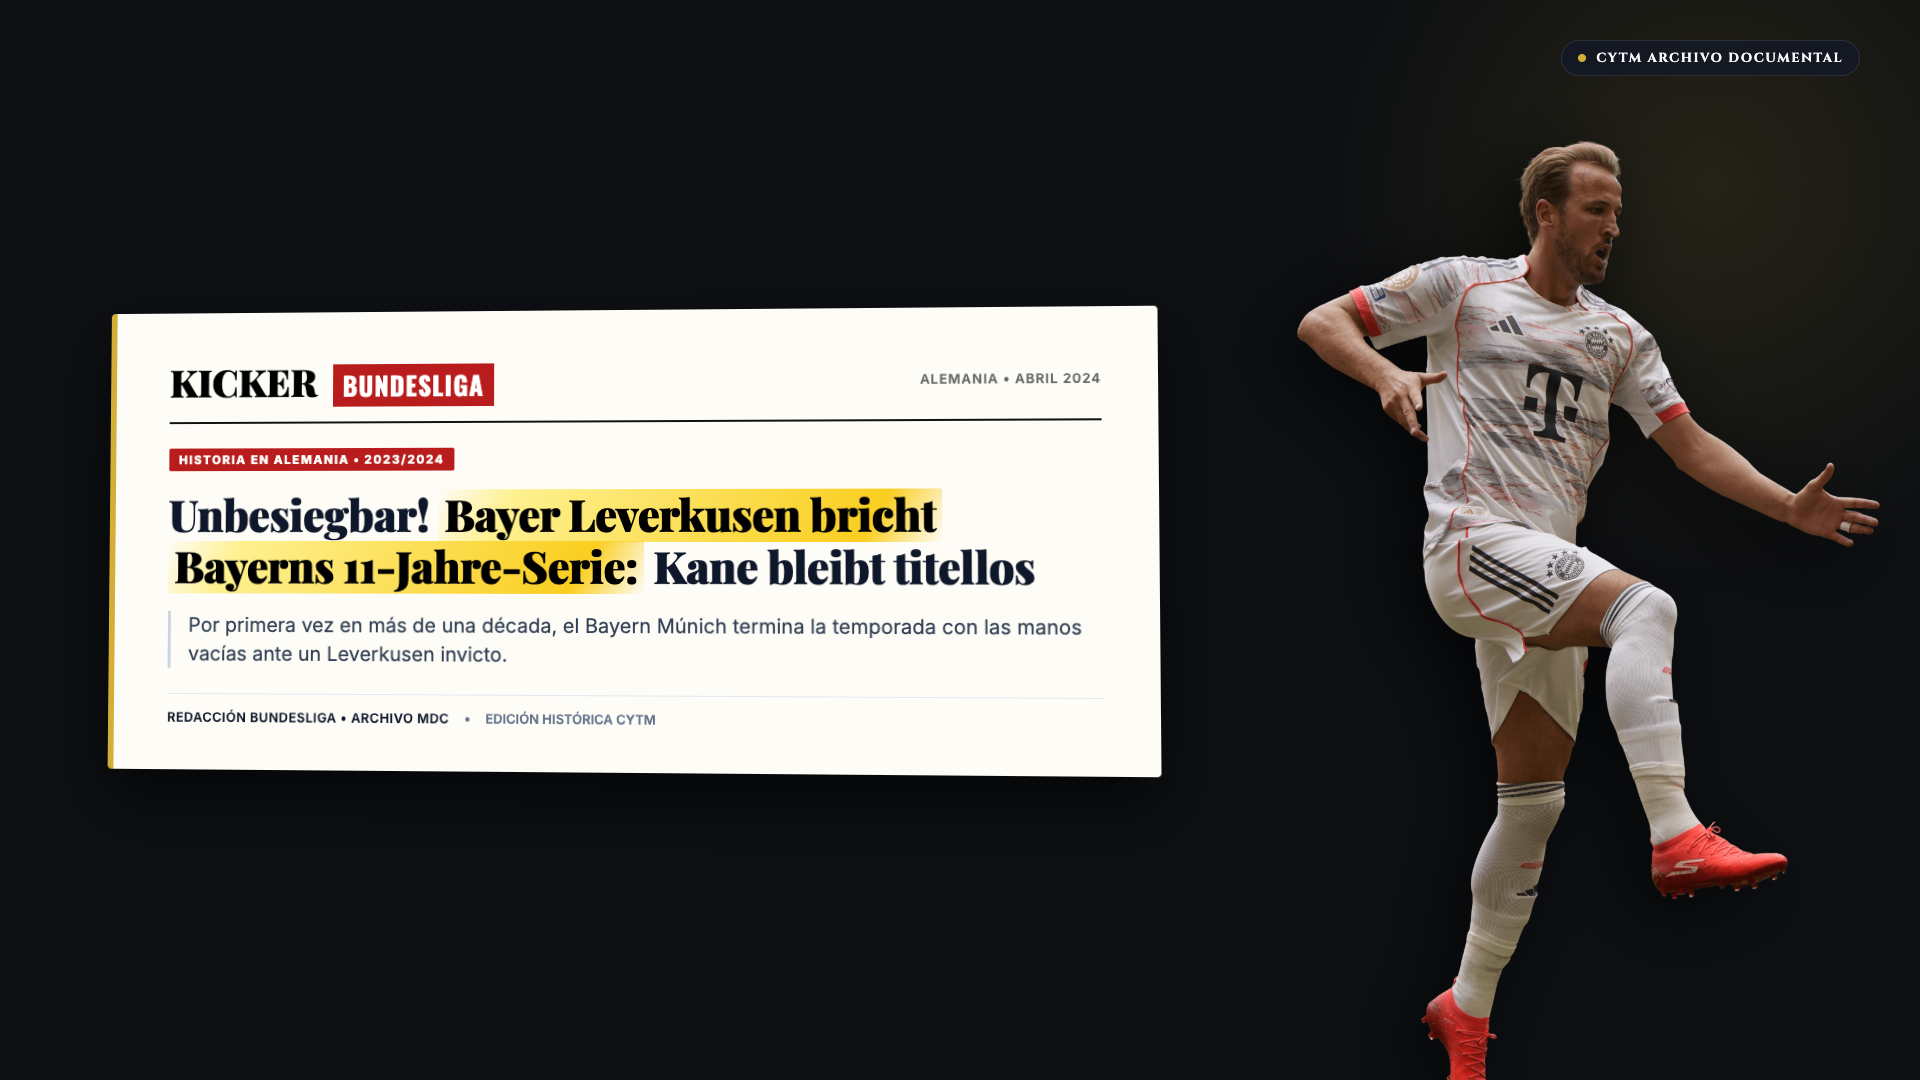 CYTM ARCHIVO DOCUMENTAL
KICKER BUNDESLIGA
ALEMANIA • ABRIL 2024
HISTORIA EN ALEMANIA • 2023/2024
Unbesiegbar! Bayer Leverkusen bricht
Bayerns 11-Jahre-Serie: Kane bleibt titellos
Por primera vez en más de una década, el Bayern Múnich termina la temporada con las manos
vacías ante un Leverkusen invicto.
REDACCIÓN BUNDESLIGA • ARCHIVO MDC • EDICIÓN HISTÓRICA CYTM
T